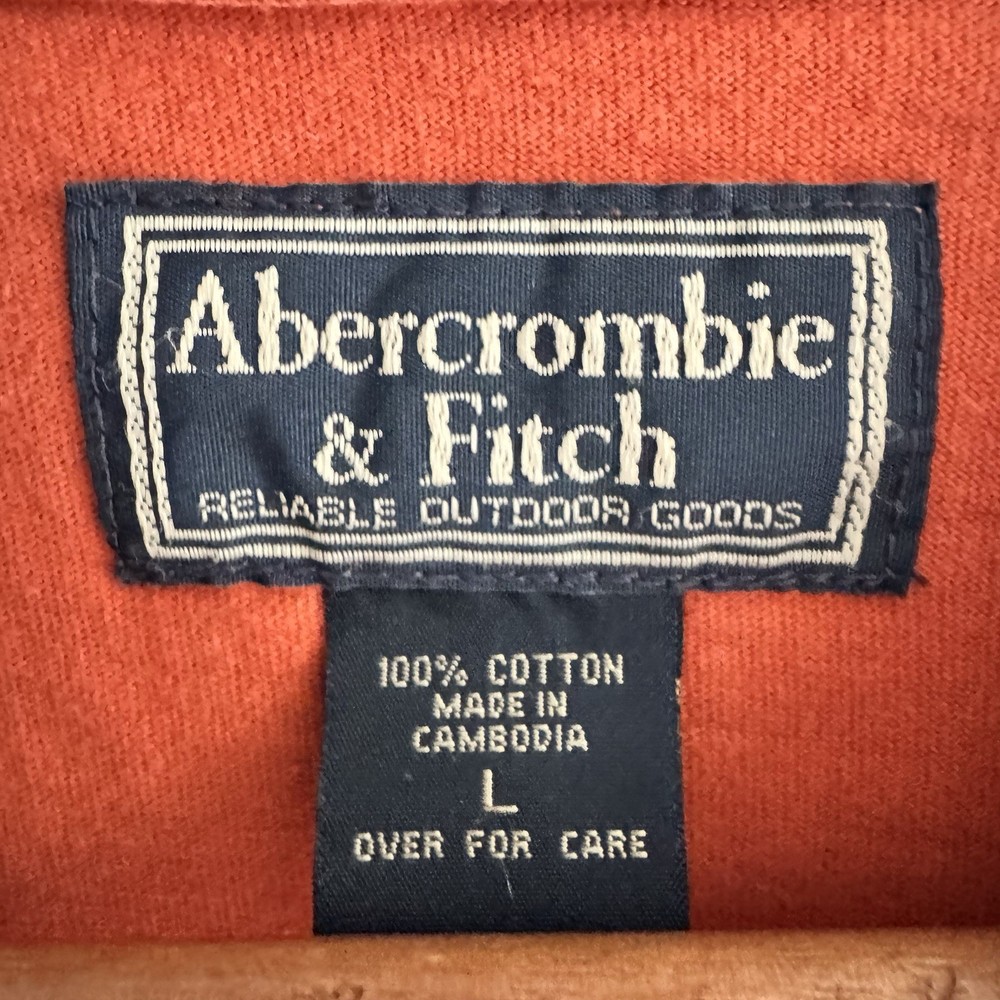 Abercrombie
& Fitch
RELIABLE OUTDOOR GOODS
100% COTTON
MADE IN
CAMBODIA
L
OVER FOR CARE